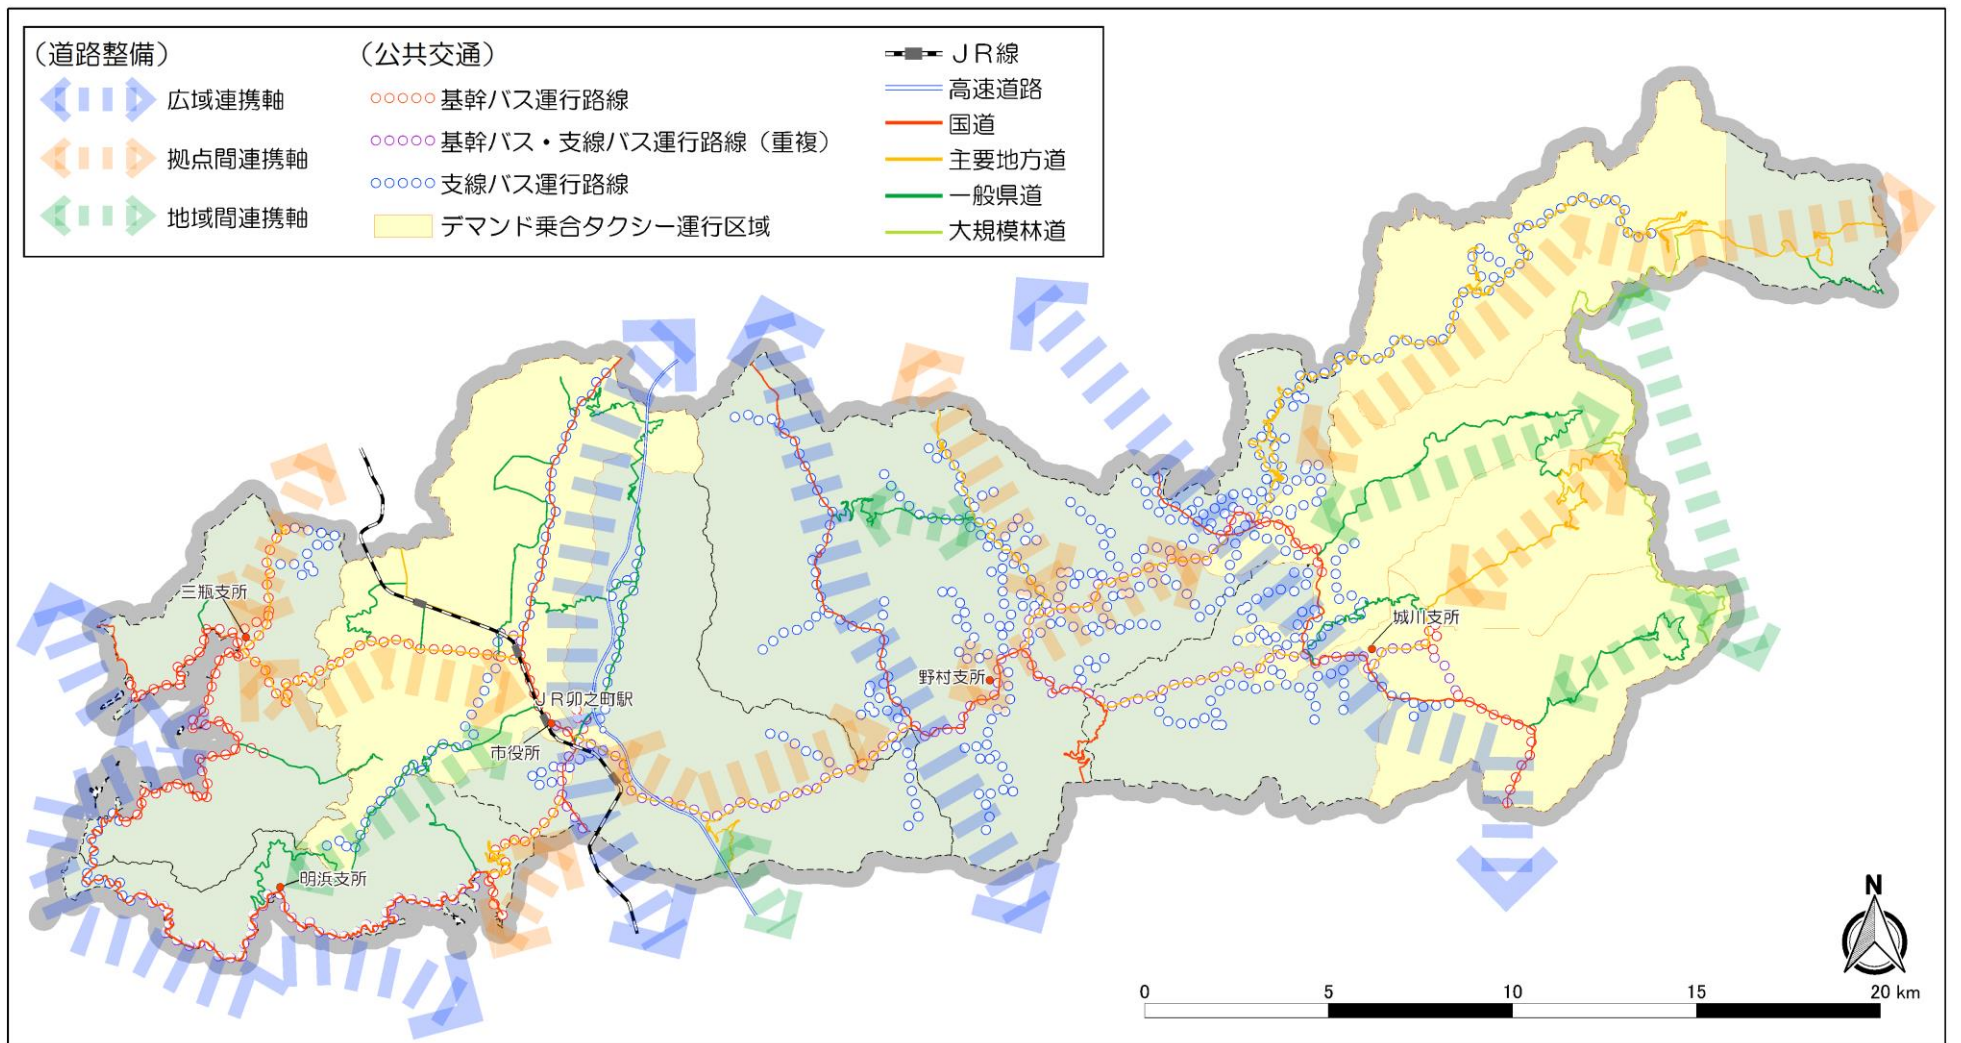 （道路整備）
広域連携軸
拠点間連携軸
地域間連携軸
（公共交通）
基幹バス運行路線
基幹バス・支線バス運行路線（重複）
支線バス運行路線
デマンド乗合タクシー運行区域
ＪＲ線
高速道路
国道
主要地方道
一般県道
大規模林道
三瓶支所
城川支所
野村支所
ＪＲ卯之町駅
市役所
明浜支所
N
0 5 10 15 20 km